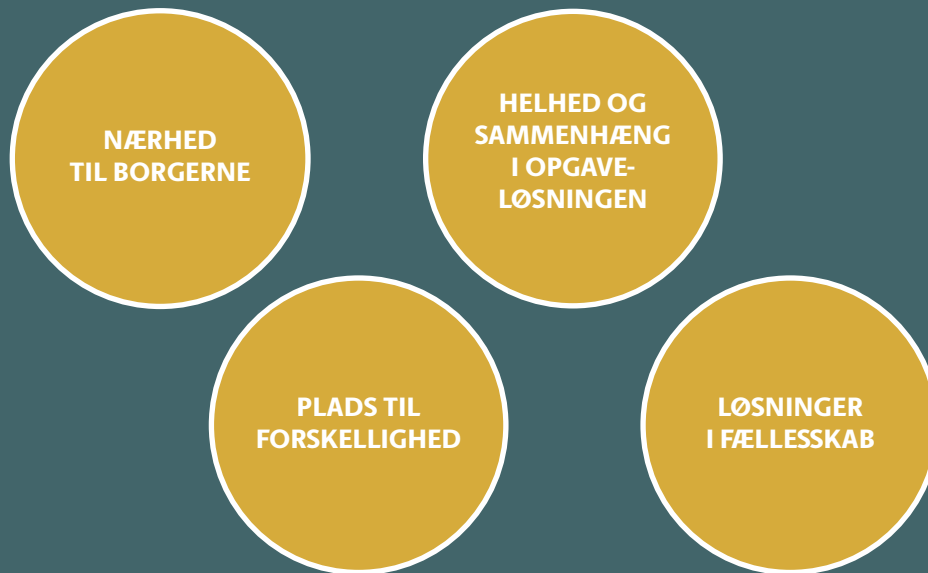 NÆRHED
TIL BORGERNE
HELHED OG
SAMMENHÆNG
I OPGAVE-
LØSNINGEN
PLADS TIL
FORSKELLIGHED
LØSNINGER
I FÆLLESSKAB